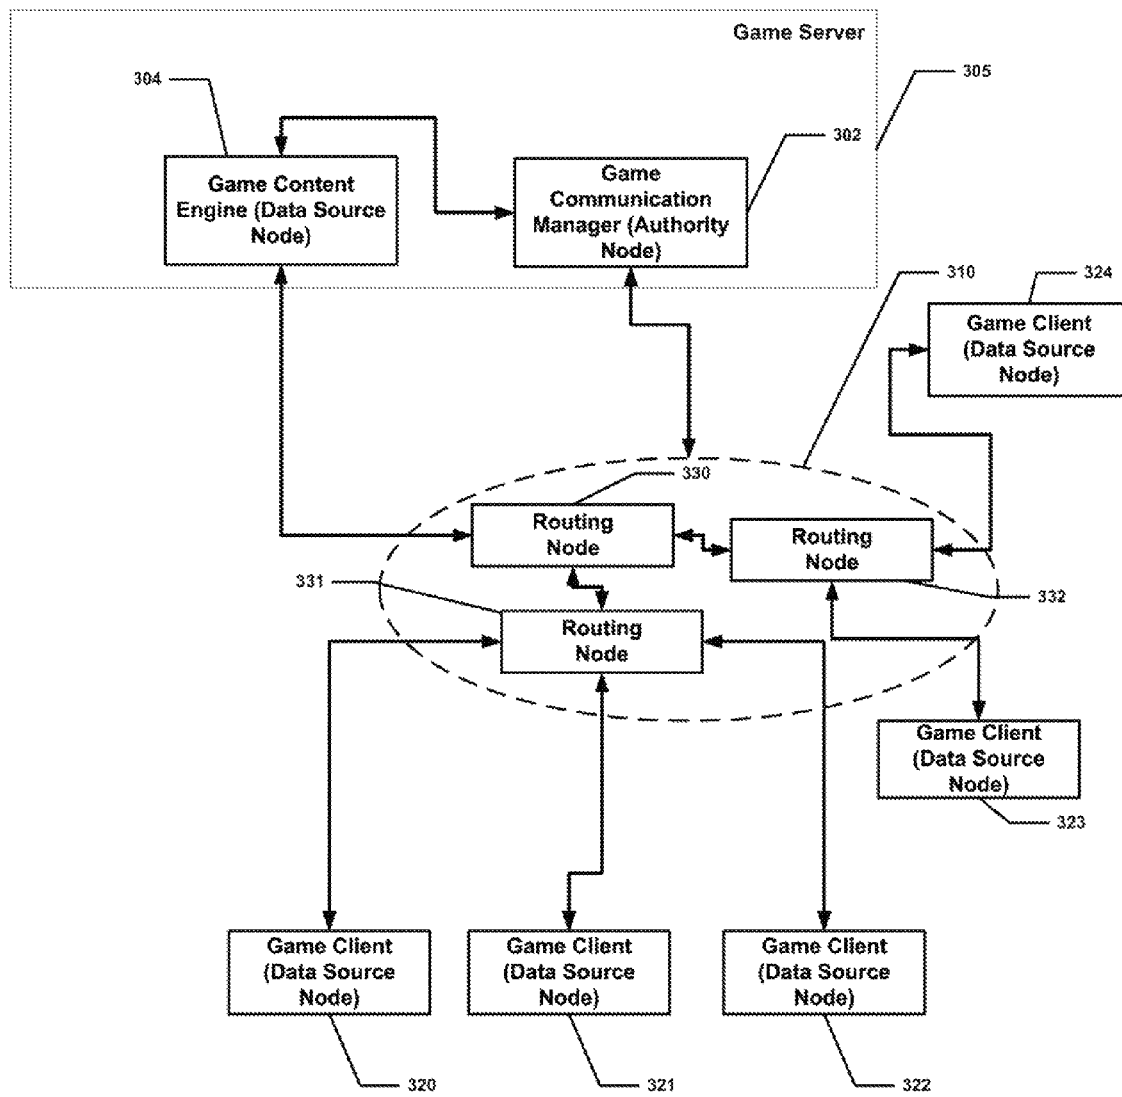 Game Server
304
305
302
Game Content
Engine (Data Source
Node)
Game
Communication
Manager (Authority
Node)
310
324
Game Client
(Data Source
Node)
330
Routing
Node
Routing
Node
331
332
Routing
Node
Game Client
(Data Source
Node)
323
Game Client
(Data Source
Node)
Game Client
(Data Source
Node)
Game Client
(Data Source
Node)
320
321
322